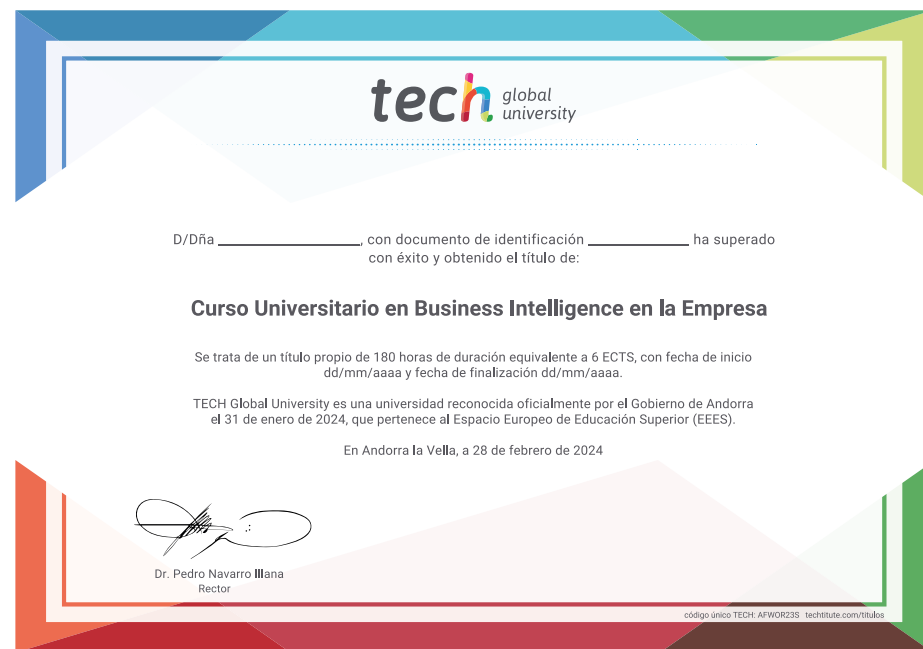 tech global
university
D/Dña ______________, con documento de identificación __________ ha superado
con éxito y obtenido el título de:
Curso Universitario en Business Intelligence en la Empresa
Se trata de un título propio de 180 horas de duración equivalente a 6 ECTS, con fecha de inicio
dd/mm/aaaa y fecha de finalización dd/mm/aaaa.
TECH Global University es una universidad reconocida oficialmente por el Gobierno de Andorra
el 31 de enero de 2024, que pertenece al Espacio Europeo de Educación Superior (EEES).
En Andorra la Vella, a 28 de febrero de 2024
Dr. Pedro Navarro Illana
Rector
código único TECH: AFWOR23S techtitute.com/titulos